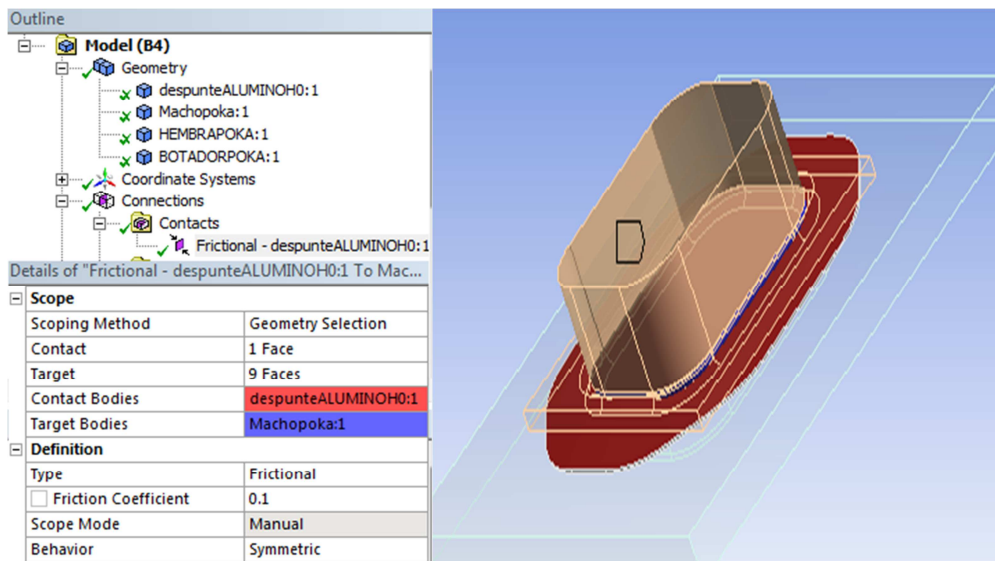 Outline
Model (B4)
Geometry
despunteALUMINOH0:1
Machopoka:1
HEMBRAPOKA:1
BOTADORPOKA:1
Coordinate Systems
Connections
Contacts
Frictional - despunteALUMINOH0:1
Details of "Frictional - despunteALUMINOH0:1 To Mac...
Scope
Scoping Method Geometry Selection
Contact 1 Face
Target 9 Faces
Contact Bodies despunteALUMINOH0:1
Target Bodies Machopoka:1
Definition
Type Frictional
Friction Coefficient 0.1
Scope Mode Manual
Behavior Symmetric